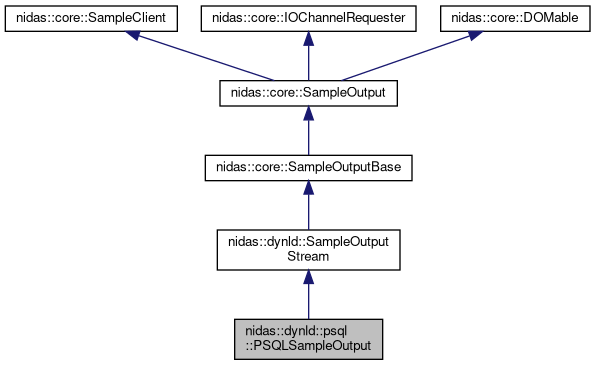 nidas::core::SampleClient
nidas::core::IOChannelRequester
nidas::core::DOMable
nidas::core::SampleOutput
nidas::core::SampleOutputBase
nidas::dynld::SampleOutput
Stream
nidas::dynld::psql
::PSQLSampleOutput